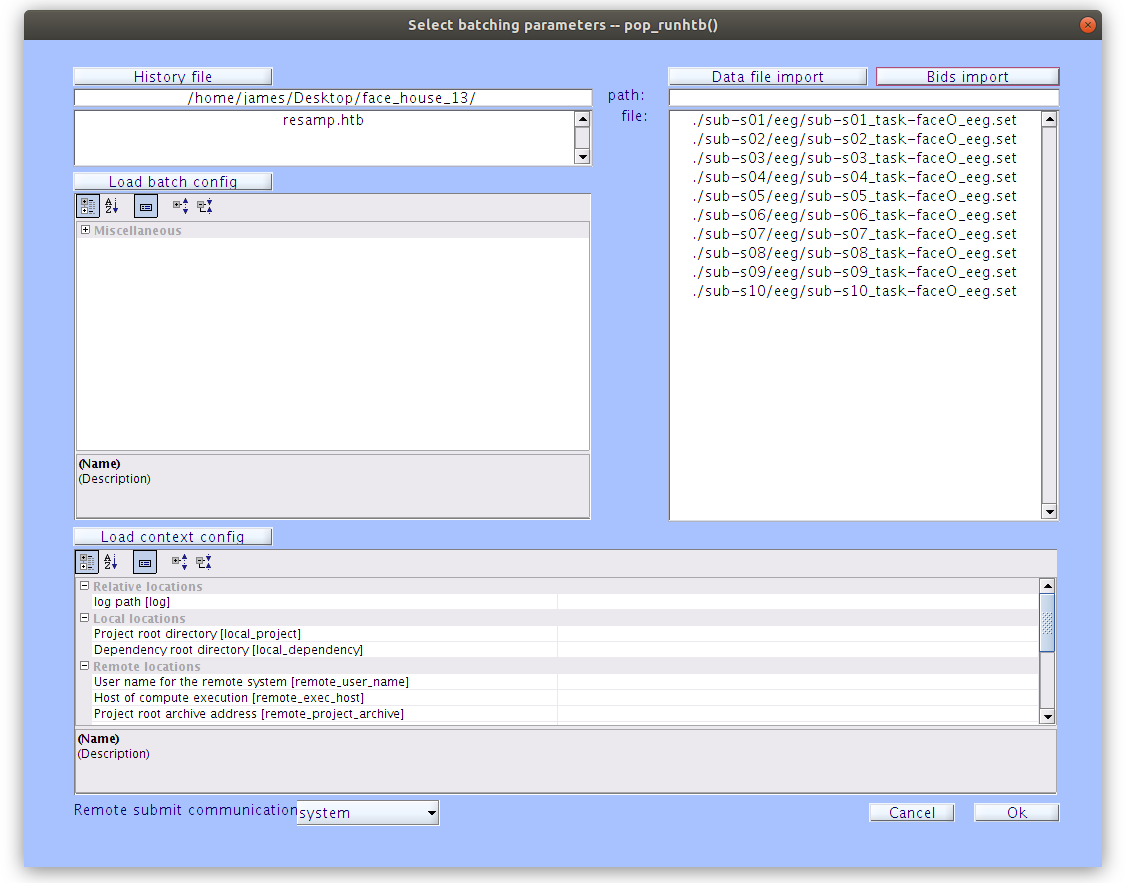 Select batching parameters -- pop_runhtb()
History file
/home/james/Desktop/face_house_13/
resamp.htb
Load batch config
Miscellaneous
(Name)
(Description)
Data file import
Bids import
path:
file:
./sub-s01/eeg/sub-s01_task-faceO_eeg.set
./sub-s02/eeg/sub-s02_task-faceO_eeg.set
./sub-s03/eeg/sub-s03_task-faceO_eeg.set
./sub-s04/eeg/sub-s04_task-faceO_eeg.set
./sub-s05/eeg/sub-s05_task-faceO_eeg.set
./sub-s06/eeg/sub-s06_task-faceO_eeg.set
./sub-s07/eeg/sub-s07_task-faceO_eeg.set
./sub-s08/eeg/sub-s08_task-faceO_eeg.set
./sub-s09/eeg/sub-s09_task-faceO_eeg.set
./sub-s10/eeg/sub-s10_task-faceO_eeg.set
Load context config
Relative locations
log path [log]
Local locations
Project root directory [local_project]
Dependency root directory [local_dependency]
Remote locations
User name for the remote system [remote_user_name]
Host of compute execution [remote_exec_host]
Project root archive address [remote_project_archive]
(Name)
(Description)
Remote submit communication
system
Cancel
Ok